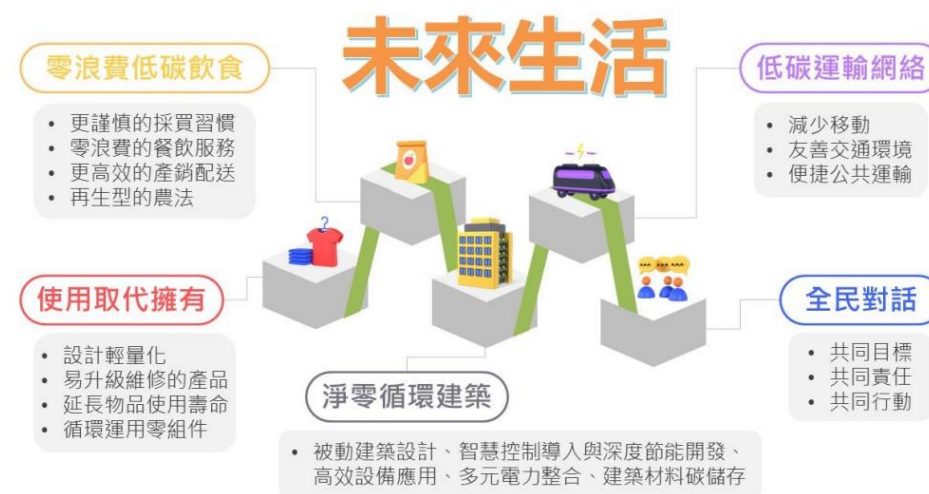 未來生活
零浪費低碳飲食
• 更謹慎的採買習慣
• 零浪費的餐飲服務
• 更高效的產銷配送
• 再生型的農法
低碳運輸網絡
• 減少移動
• 友善交通環境
• 便捷公共運輸
使用取代擁有
• 設計輕量化
• 易升級維修的產品
• 延長物品使用壽命
• 循環運用零組件
淨零循環建築
• 被動建築設計、智慧控制導入與深度節能開發、
高效設備應用、多元電力整合、建築材料碳儲存
全民對話
• 共同目標
• 共同責任
• 共同行動